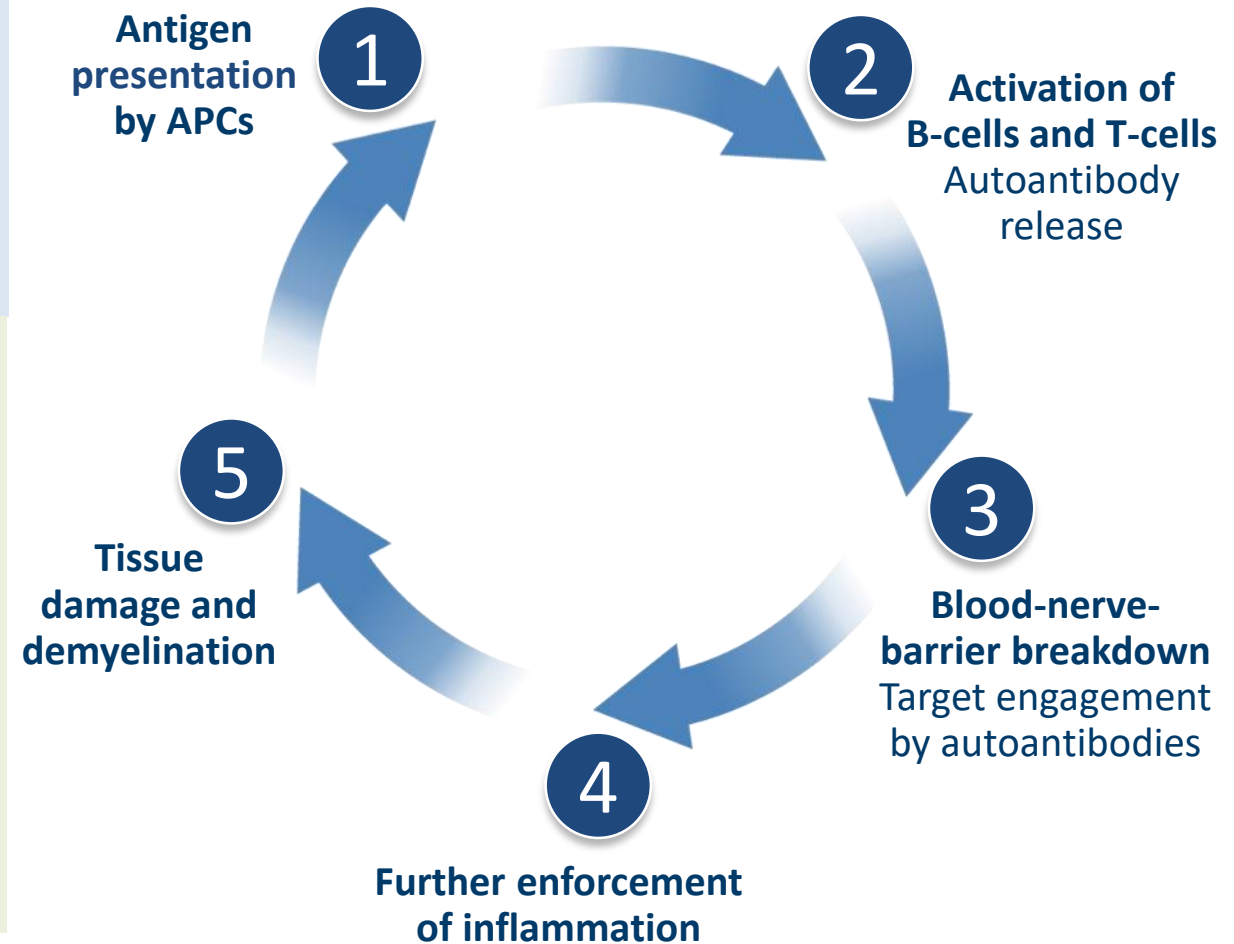 1
Antigen
presentation
by APCs
2
Activation of
B-cells and T-cells
Autoantibody
release
3
Blood-nerve-
barrier breakdown
Target engagement
by autoantibodies
4
Further enforcement
of inflammation
5
Tissue
damage and
demyelination